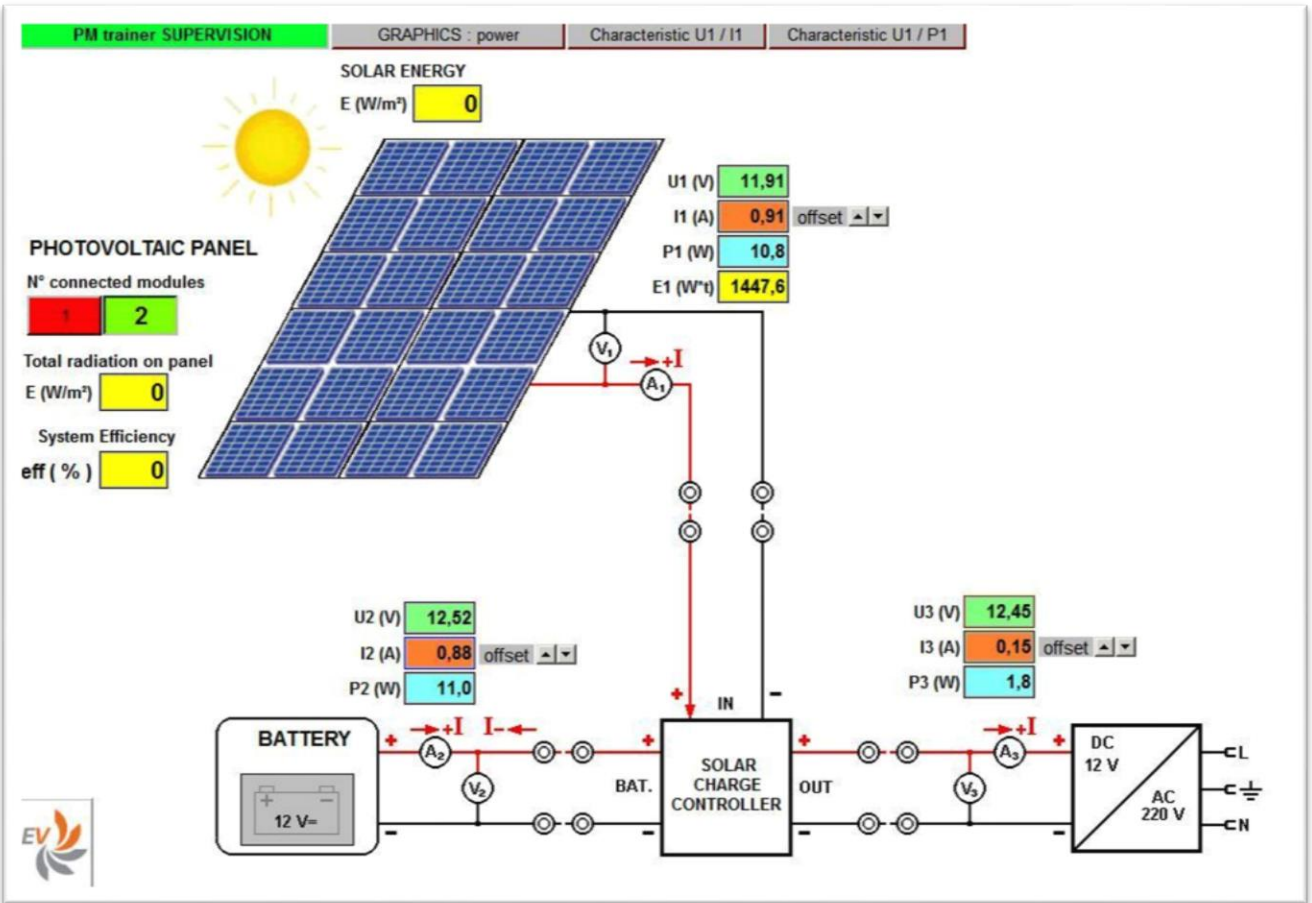 PM trainer SUPERVISION
GRAPHICS : power
Characteristic U1 / I1
Characteristic U1 / P1
SOLAR ENERGY
E (W/m²) 0
U1 (V) 11,91
I1 (A) 0,91 offset
P1 (W) 10,8
E1 (W*t) 1447,6
PHOTOVOLTAIC PANEL
N° connected modules
1 2
Total radiation on panel
E (W/m²) 0
System Efficiency
eff ( % ) 0
V1
+I
A1
U2 (V) 12,52
I2 (A) 0,88 offset
P2 (W) 11,0
U3 (V) 12,45
I3 (A) 0,15 offset
P3 (W) 1,8
+ IN -
BATTERY
+ - 
12 V=
+ +I I-
A2
V2
-
+
BAT.
-
SOLAR
CHARGE
CONTROLLER
+
OUT
-
+I
A3
+
V3
-
DC
12 V
AC
220 V
L
N
EV